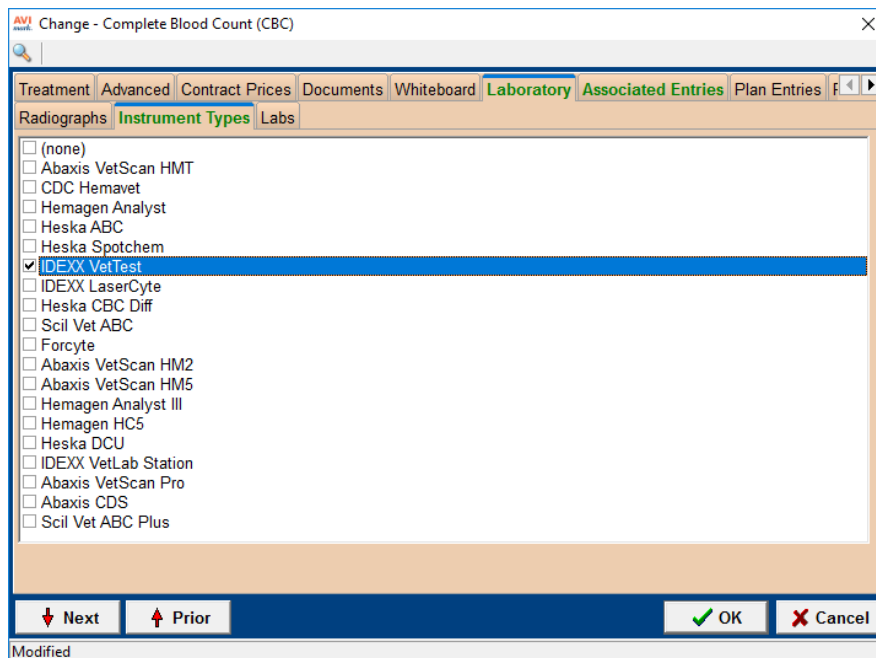 AVI mark Change - Complete Blood Count (CBC)
Treatment Advanced Contract Prices Documents Whiteboard Laboratory Associated Entries Plan Entries
Radiographs Instrument Types Labs
(none)
Abaxis VetScan HMT
CDC Hemavet
Hemagen Analyst
Heska ABC
Heska Spotchem
IDEXX VetTest
IDEXX LaserCyte
Heska CBC Diff
Scil Vet ABC
Forcyte
Abaxis VetScan HM2
Abaxis VetScan HM5
Hemagen Analyst III
Hemagen HC5
Heska DCU
IDEXX VetLab Station
Abaxis VetScan Pro
Abaxis CDS
Scil Vet ABC Plus
Next Prior OK Cancel
Modified